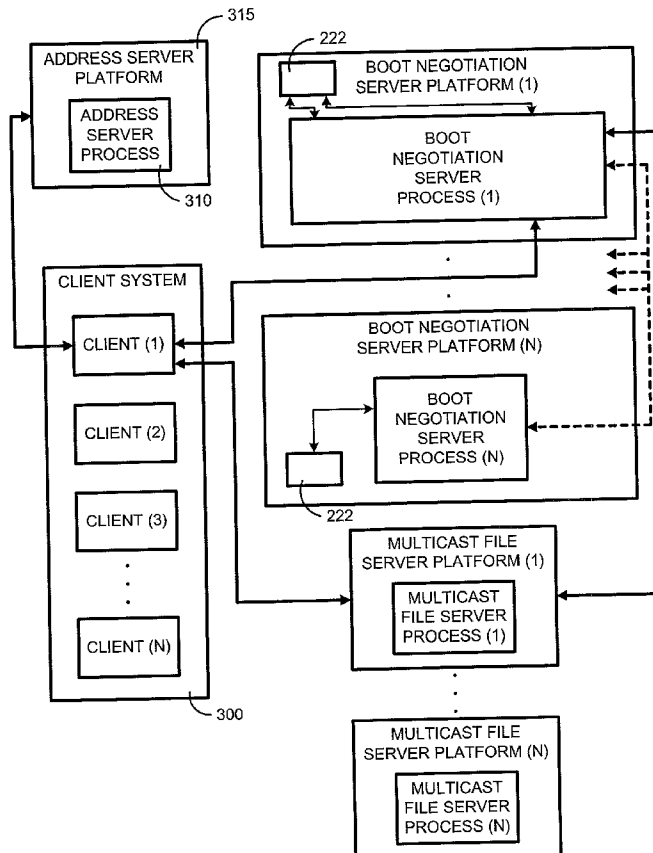 315
ADDRESS SERVER
PLATFORM
ADDRESS
SERVER
PROCESS
310
222
BOOT NEGOTIATION
SERVER PLATFORM (1)
BOOT
NEGOTIATION
SERVER
PROCESS (1)
CLIENT SYSTEM
CLIENT (1)
CLIENT (2)
CLIENT (3)
CLIENT (N)
300
BOOT NEGOTIATION
SERVER PLATFORM (N)
BOOT
NEGOTIATION
SERVER
PROCESS (N)
222
MULTICAST FILE
SERVER PLATFORM (1)
MULTICAST
FILE SERVER
PROCESS (1)
MULTICAST FILE
SERVER PLATFORM (N)
MULTICAST
FILE SERVER
PROCESS (N)